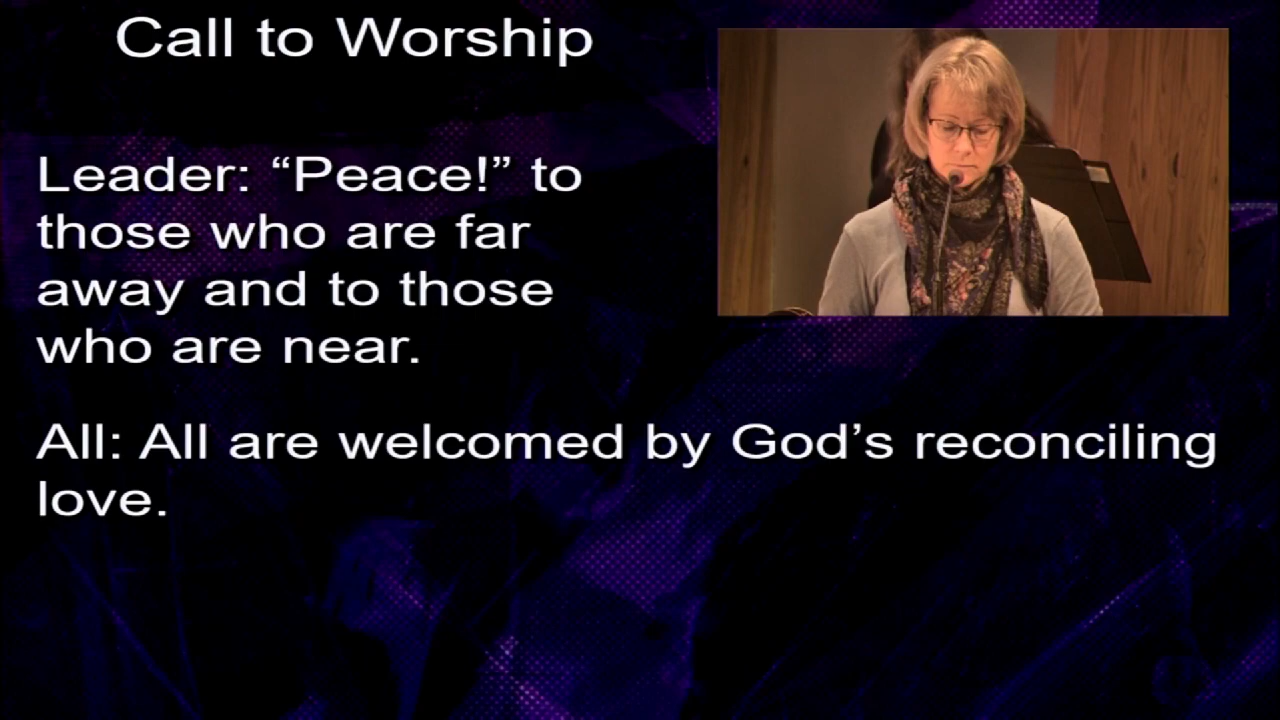 Call to Worship
Leader: “Peace!” to
those who are far
away and to those
who are near.
All: All are welcomed by God’s reconciling
love.